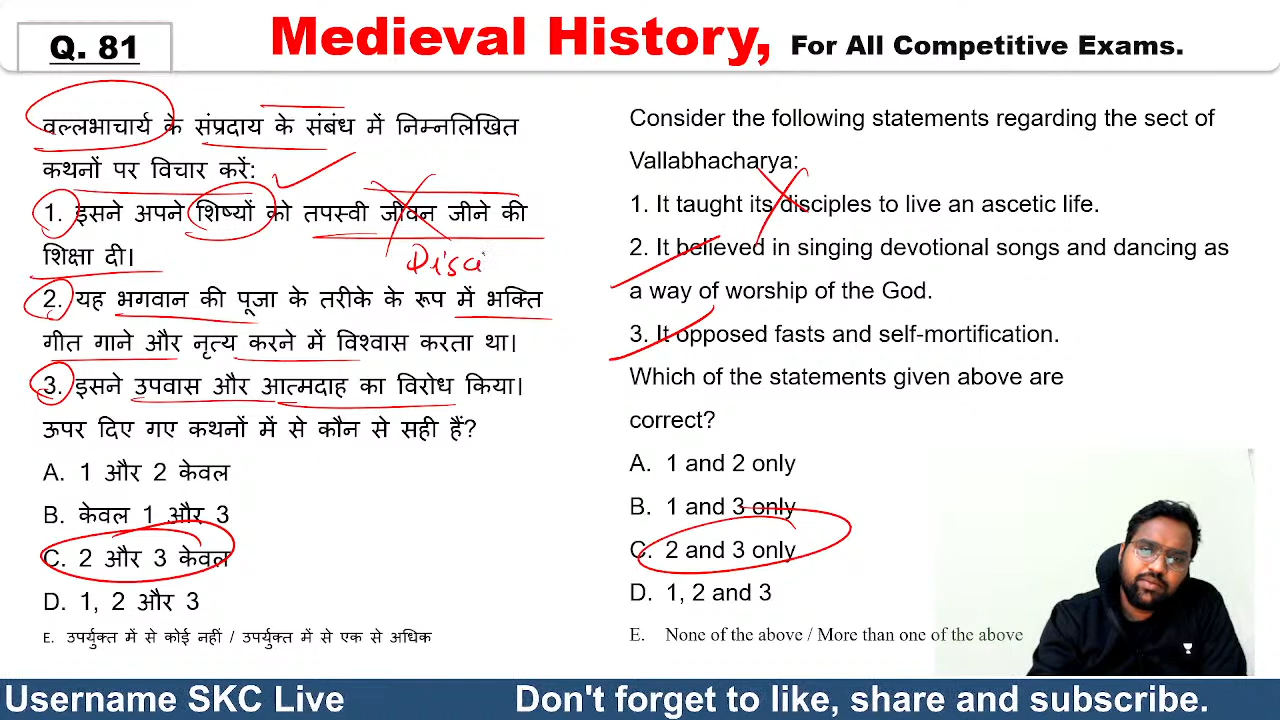 Q. 81
Medieval History, For All Competitive Exams.
वल्लभाचार्य के संप्रदाय के संबंध में निम्नलिखित
कथनों पर विचार करें:
1. इसने अपने शिष्यों को तपस्वी जीवन जीने की
शिक्षा दी।
Disci
2. यह भगवान की पूजा के तरीके के रूप में भक्ति
गीत गाने और नृत्य करने में विश्वास करता था।
3. इसने उपवास और आत्मदाह का विरोध किया।
ऊपर दिए गए कथनों में से कौन से सही हैं?
A. 1 और 2 केवल
B. केवल 1 और 3
C. 2 और 3 केवल
D. 1, 2 और 3
E. उपर्युक्त में से कोई नहीं / उपर्युक्त में से एक से अधिक
Consider the following statements regarding the sect of
Vallabhacharya:
1. It taught its disciples to live an ascetic life.
2. It believed in singing devotional songs and dancing as
a way of worship of the God.
3. It opposed fasts and self-mortification.
Which of the statements given above are
correct?
A. 1 and 2 only
B. 1 and 3 only
C. 2 and 3 only
D. 1, 2 and 3
E. None of the above / More than one of the above
Username SKC Live
Don't forget to like, share and subscribe.